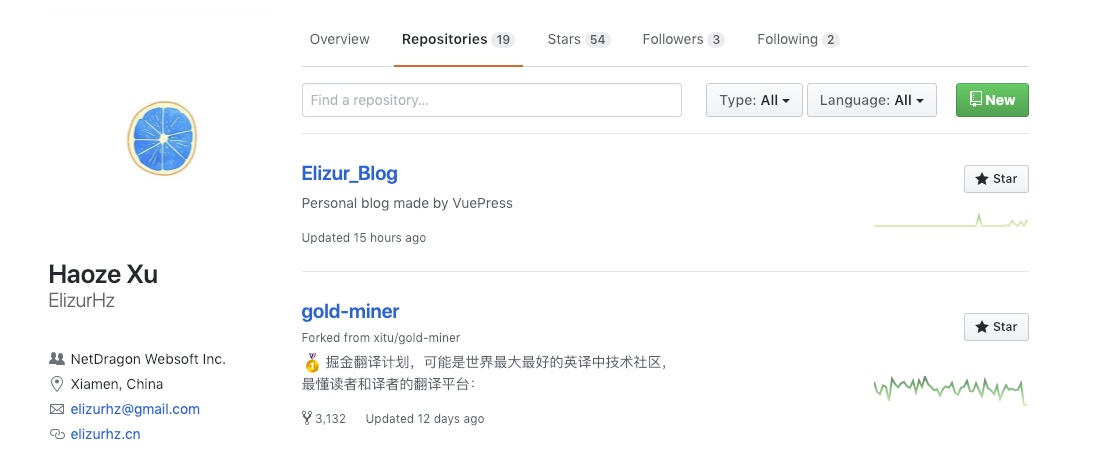 Overview Repositories 19 Stars 54 Followers 3 Following 2
Find a repository... Type: All Language: All New
Elizur_Blog
Star
Personal blog made by VuePress
Updated 15 hours ago
Haoze Xu
ElizurHz
NetDragon Websoft Inc.
Xiamen, China
elizurhz@gmail.com
elizurhz.cn
gold-miner
Star
Forked from xitu/gold-miner
🥇 掘金翻译计划，可能是世界最大最好的英译中技术社区，
最懂读者和译者的翻译平台：
3,132 Updated 12 days ago